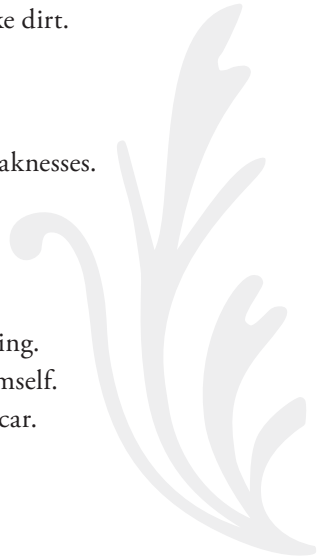 ke dirt.
aknesses.
ing.
mself.
car.